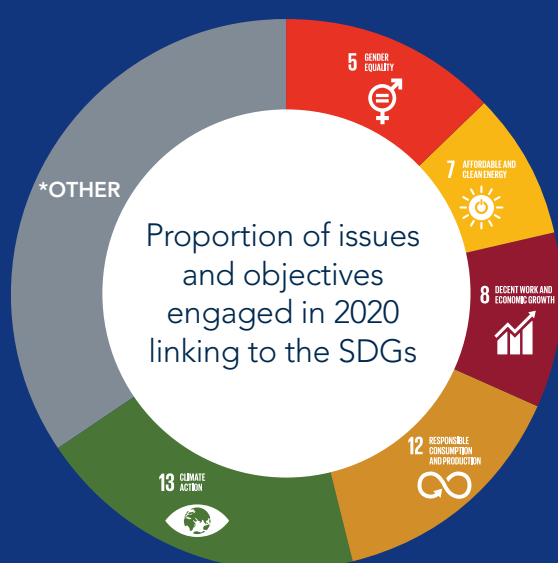 5 GENDER
EQUALITY
7 AFFORDABLE AND
CLEAN ENERGY
*OTHER
Proportion of issues
and objectives
engaged in 2020
linking to the SDGs
8 DECENT WORK AND
ECONOMIC GROWTH
12 RESPONSIBLE
CONSUMPTION
AND PRODUCTION
13 CLIMATE
ACTION